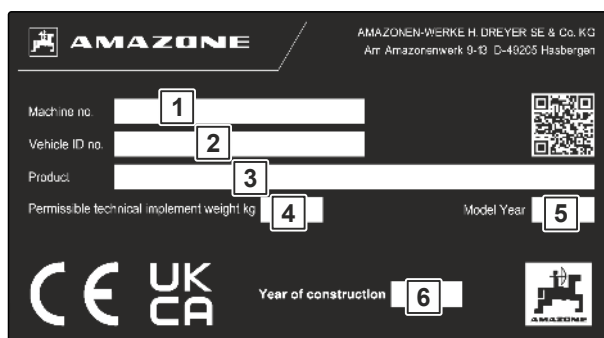 AMAZONE
AMAZONEN-WERKE H. DREYER SE & Co. KG
Am Amazonenwerk 9-13 D-49205 Hasbergen
Machine no. 1
Vehicle ID no. 2
Product 3
Permissible technical implement weight kg 4
Model Year 5
CE UK CA
Year of construction 6
AMAZONE